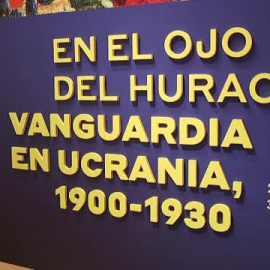 EN EL OJO
DEL HURAC
VANGUARDIA
EN UCRANIA,
1900-1930